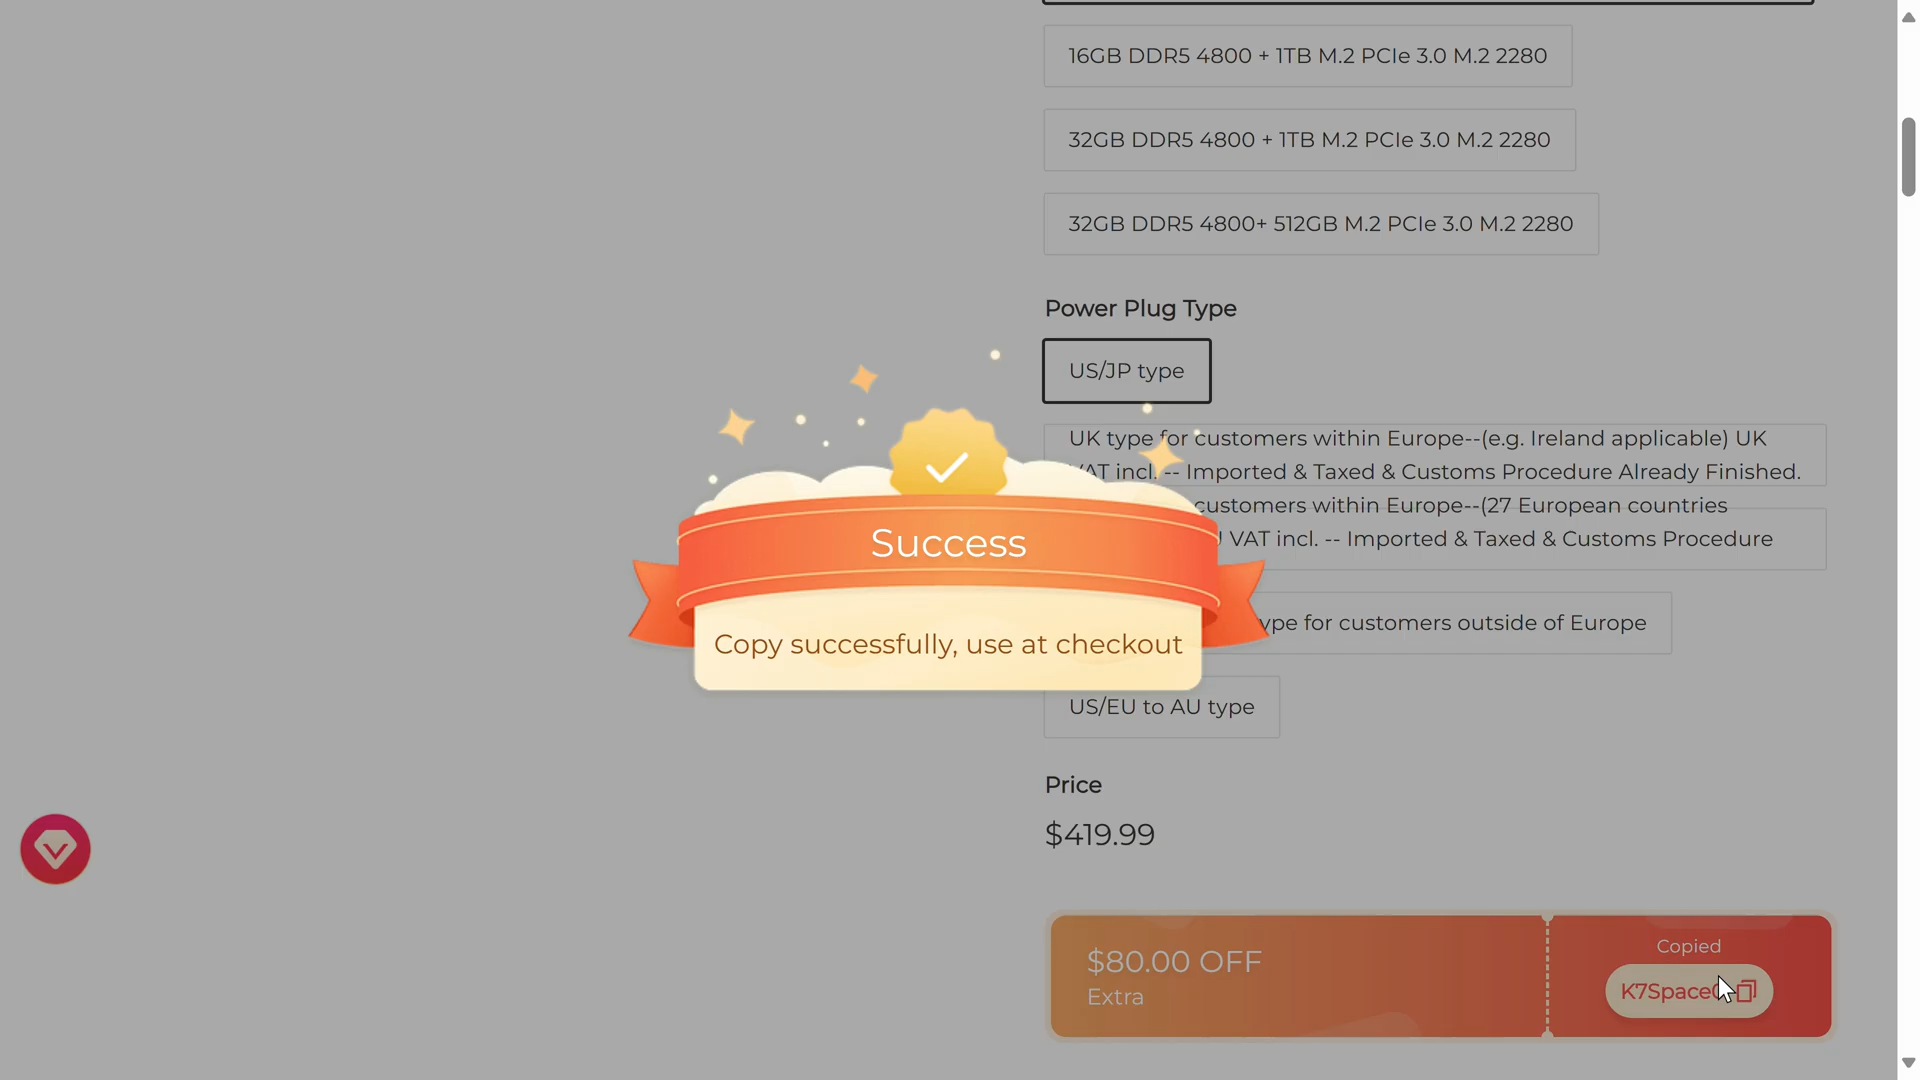 16GB DDR5 4800 + 1TB M.2 PCIe 3.0 M.2 2280
32GB DDR5 4800 + 1TB M.2 PCIe 3.0 M.2 2280
32GB DDR5 4800+ 512GB M.2 PCIe 3.0 M.2 2280
Power Plug Type
US/JP type
UK type for customers within Europe--(e.g. Ireland applicable) UK
VAT incl. -- Imported & Taxed & Customs Procedure Already Finished.
customers within Europe--(27 European countries
VAT incl. -- Imported & Taxed & Customs Procedure
type for customers outside of Europe
US/EU to AU type
Success
Copy successfully, use at checkout
Price
$419.99
$80.00 OFF
Extra
Copied